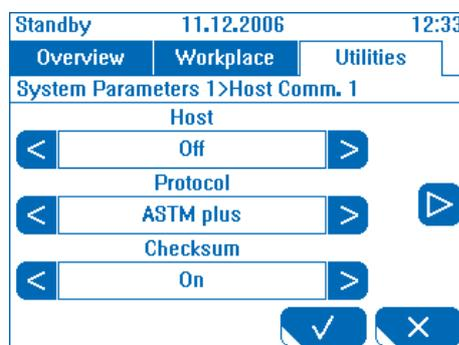 Standby 11.12.2006 12:33
Overview Workplace Utilities
System Parameters 1>Host Comm. 1
Host
< Off >
Protocol
< ASTM plus >
Checksum
< On >